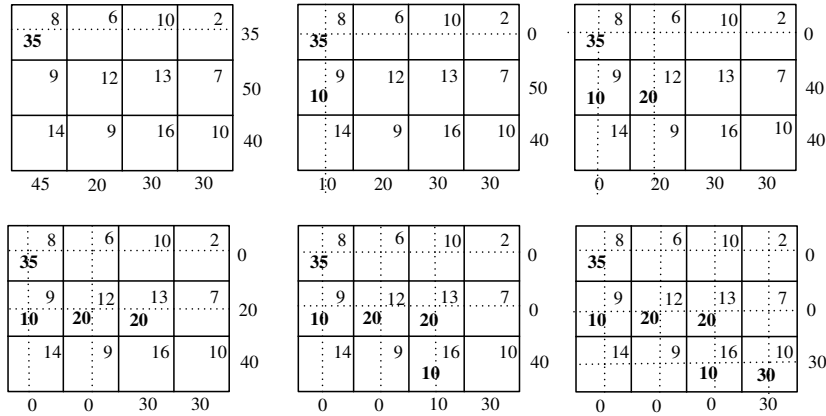 8 6 10 2
35 35
9 12 13 7
50
14 9 16 10
40
45 20 30 30
8 6 10 2
35 0
9 12 13 7
10 50
14 9 16 10
40
10 20 30 30
8 6 10 2
35 0
9 12 13 7
10 20 40
14 9 16 10
40
0 20 30 30
8 6 10 2
35 0
9 12 13 7
10 20 20 20
14 9 16 10
40
0 0 30 30
8 6 10 2
35 0
9 12 13 7
10 20 20 0
14 9 16 10
10 40
0 0 10 30
8 6 10 2
35 0
9 12 13 7
10 20 20 0
14 9 16 10
10 30 30
0 0 0 30